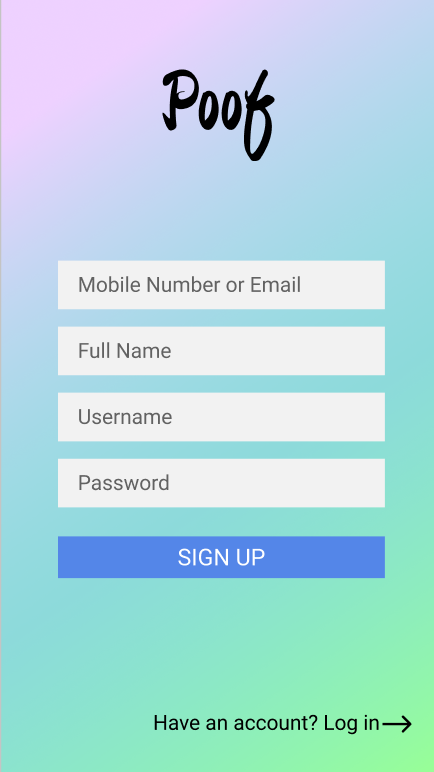 Poof
Mobile Number or Email
Full Name
Username
Password
SIGN UP
Have an account? Log in